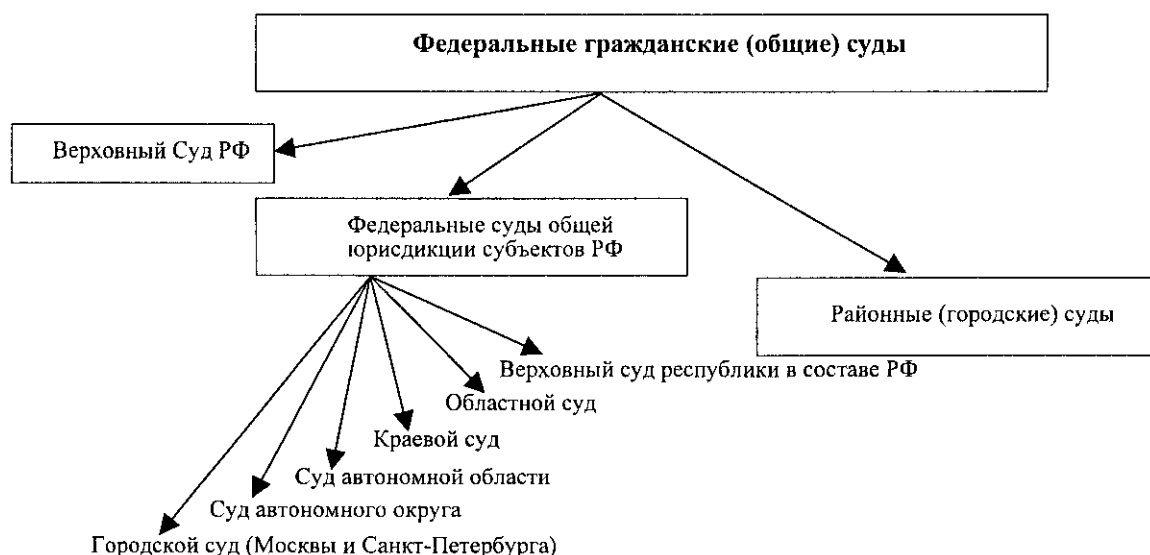 Федеральные гражданские (общие) суды
Верховный Суд РФ
Федеральные суды общей
юрисдикции субъектов РФ
Районные (городские) суды
Верховный суд республики в составе РФ
Областной суд
Краевой суд
Суд автономной области
Суд автономного округа
Городской суд (Москвы и Санкт-Петербурга)